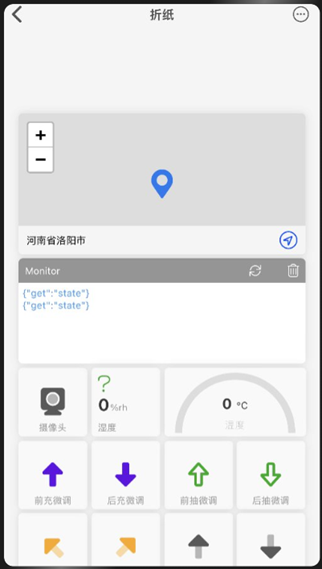 折纸
+
−
河南省洛阳市
Monitor
{"get":"state"}
{"get":"state"}
摄像头
?
0 %rh
湿度
0 °C
温度
前充微调
后充微调
前抽微调
后抽微调